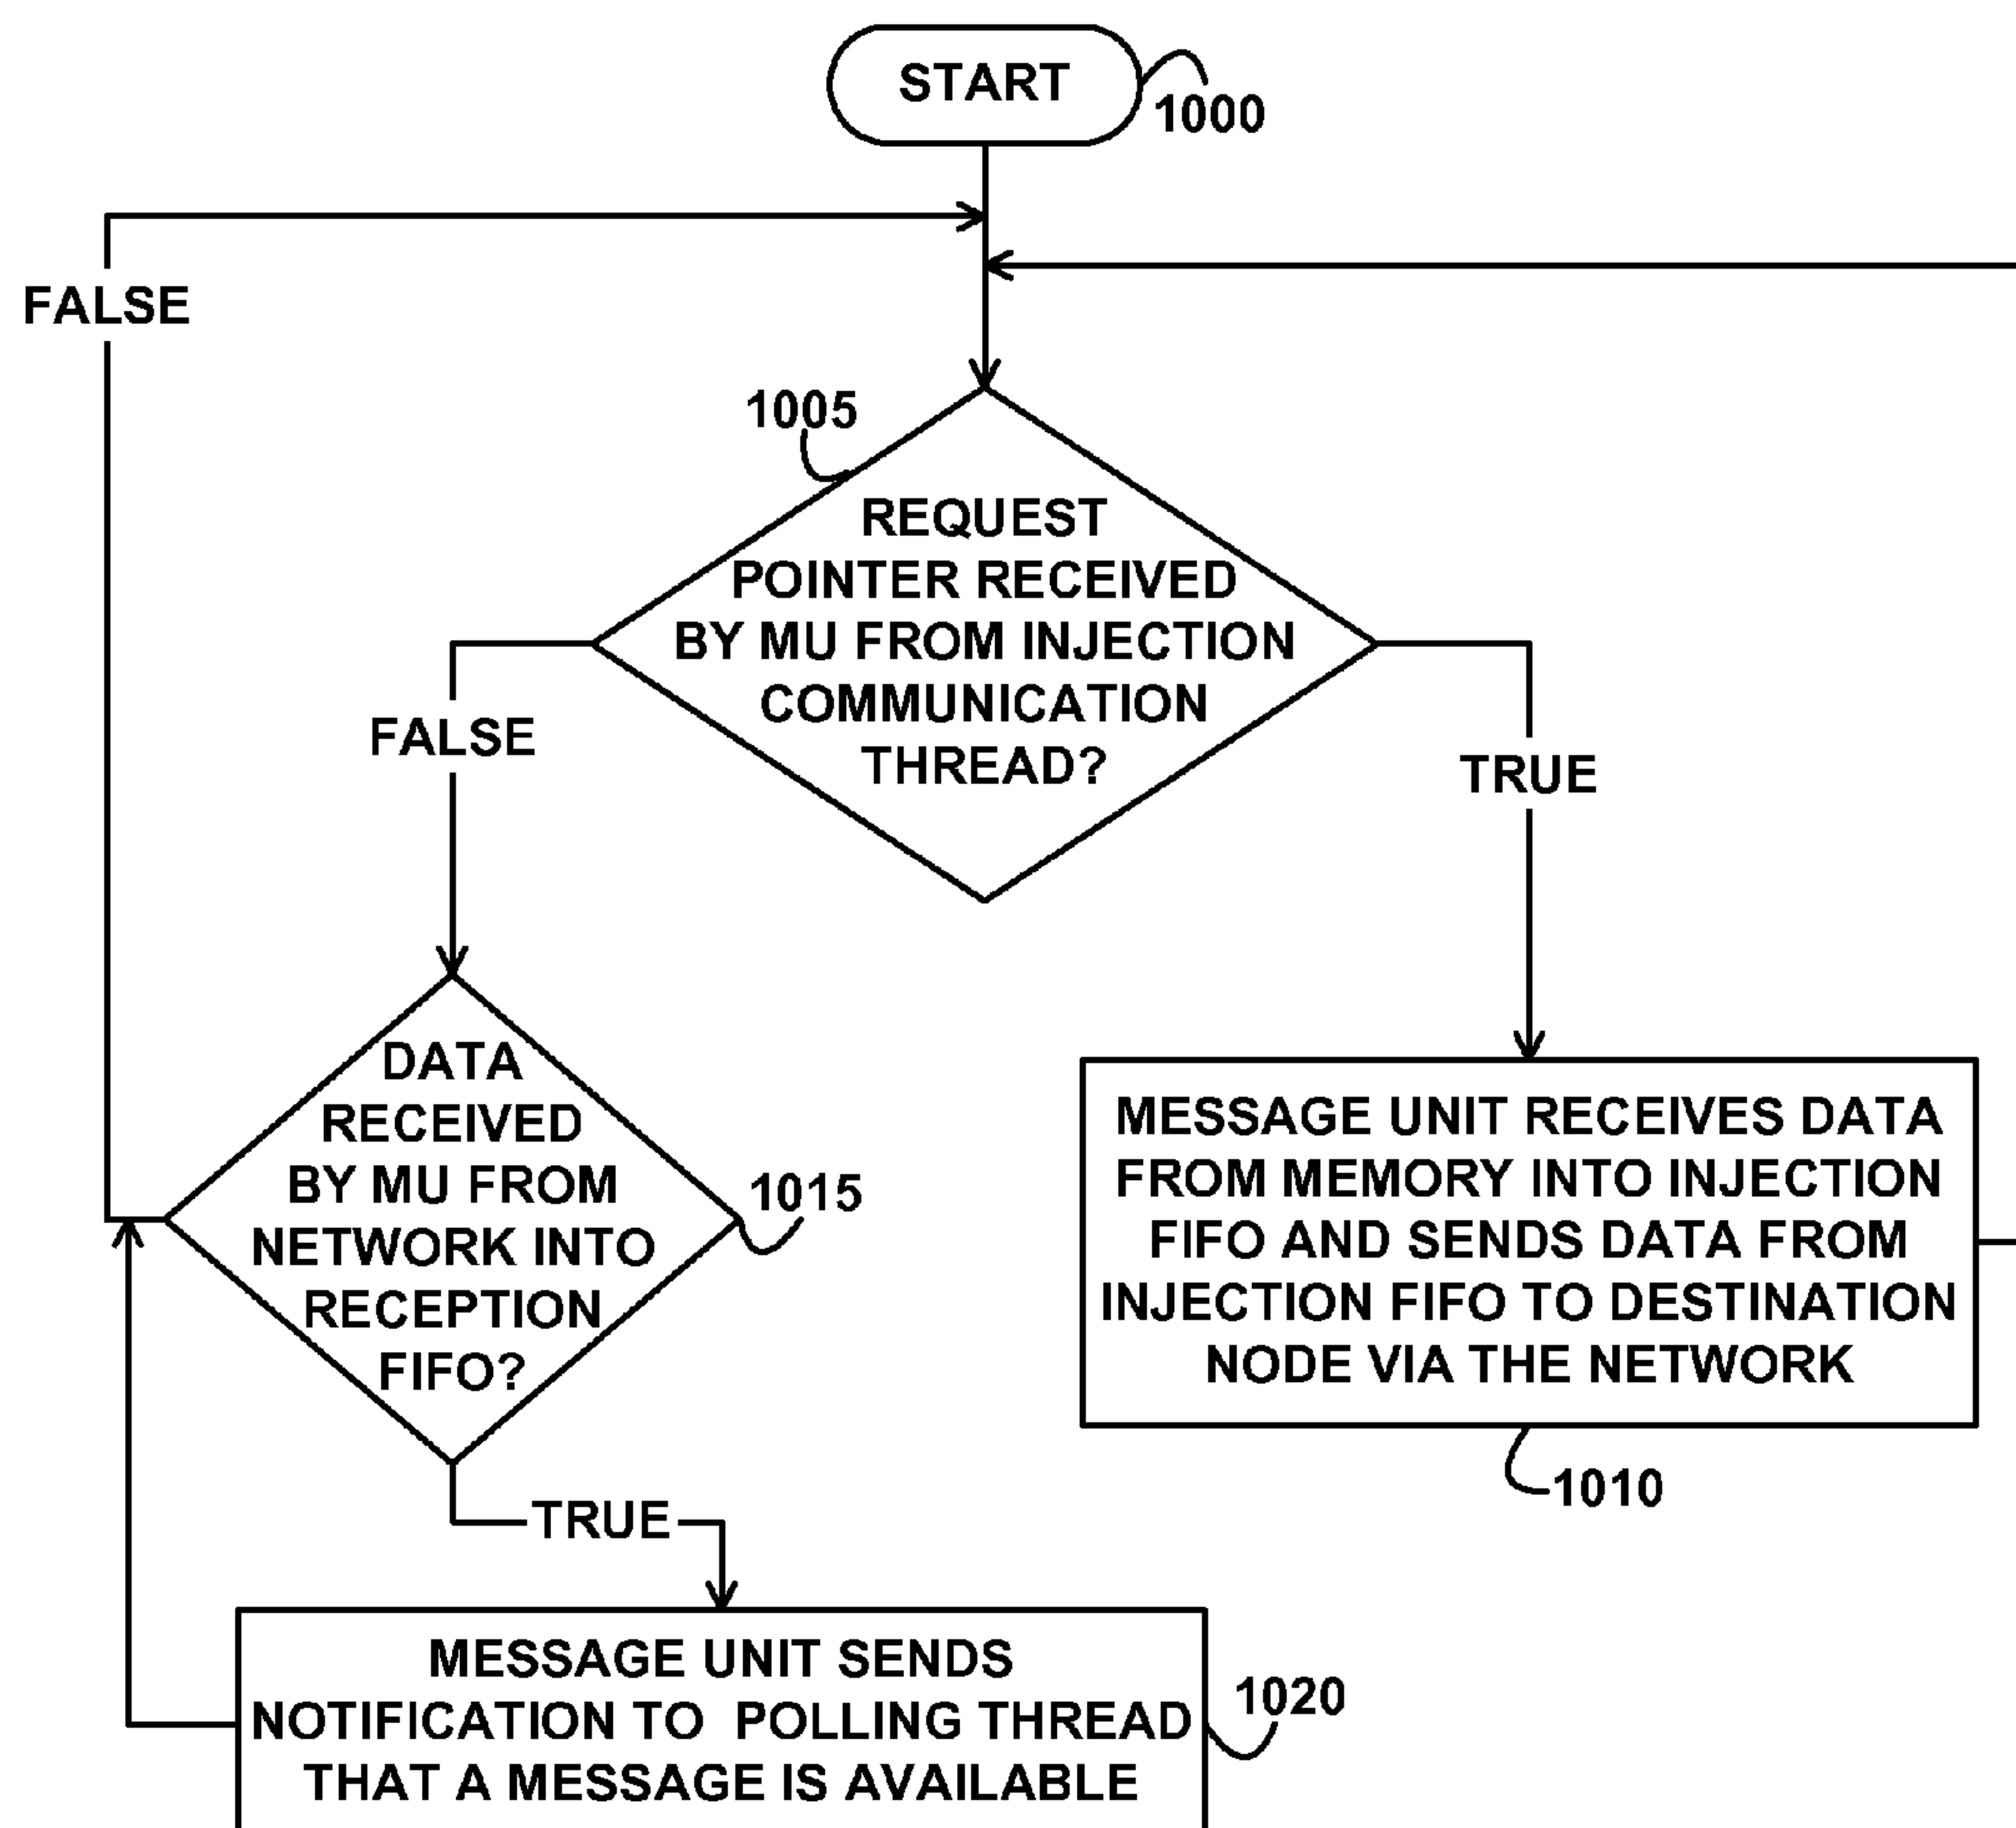 START
1000
FALSE
1005
REQUEST
POINTER RECEIVED
BY MU FROM INJECTION
COMMUNICATION
THREAD?
FALSE
TRUE
DATA
RECEIVED
BY MU FROM
NETWORK INTO
RECEPTION
FIFO?
1015
MESSAGE UNIT RECEIVES DATA
FROM MEMORY INTO INJECTION
FIFO AND SENDS DATA FROM
INJECTION FIFO TO DESTINATION
NODE VIA THE NETWORK
1010
TRUE
MESSAGE UNIT SENDS
NOTIFICATION TO POLLING THREAD
THAT A MESSAGE IS AVAILABLE
1020